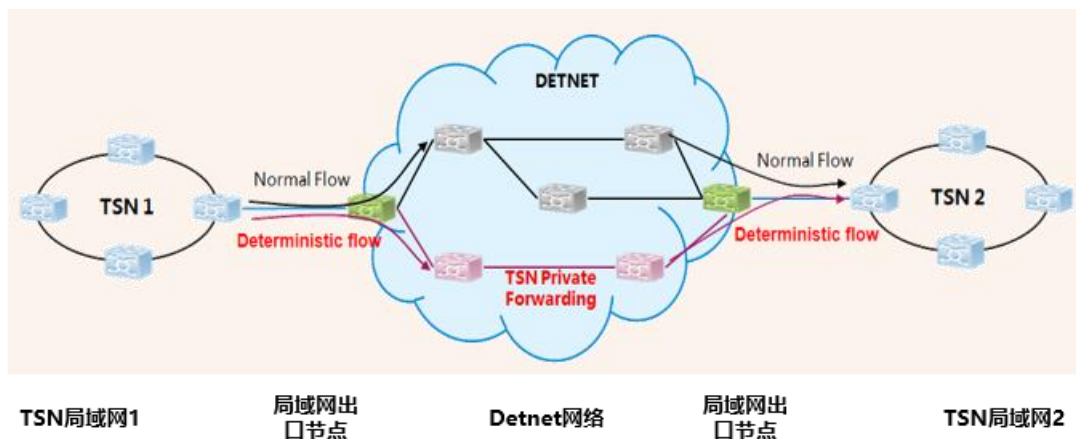 DETNET
Normal Flow
Normal Flow
TSN 1
TSN 2
Deterministic flow
Deterministic flow
TSN Private
Forwarding
TSN局域网1
局域网出
口节点
Detnet网络
局域网出
口节点
TSN局域网2